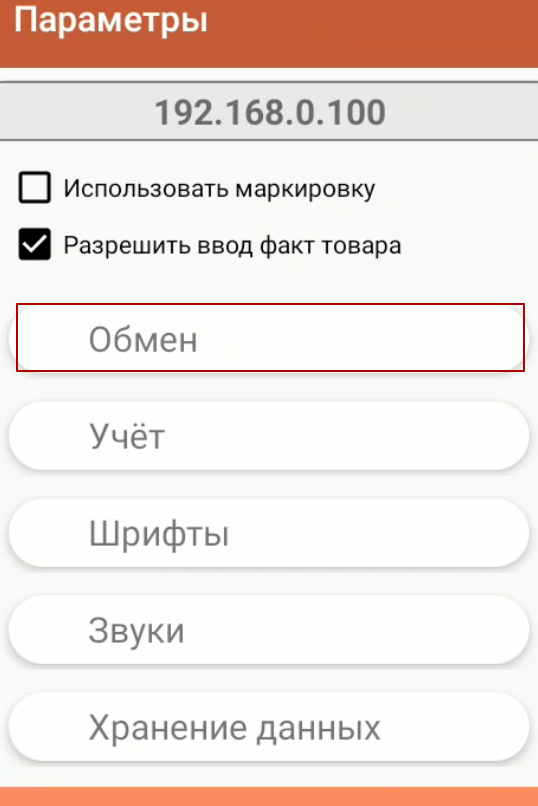 Параметры
192.168.0.100
Использовать маркировку
Разрешить ввод факт товара
Обмен
Учёт
Шрифты
Звуки
Хранение данных